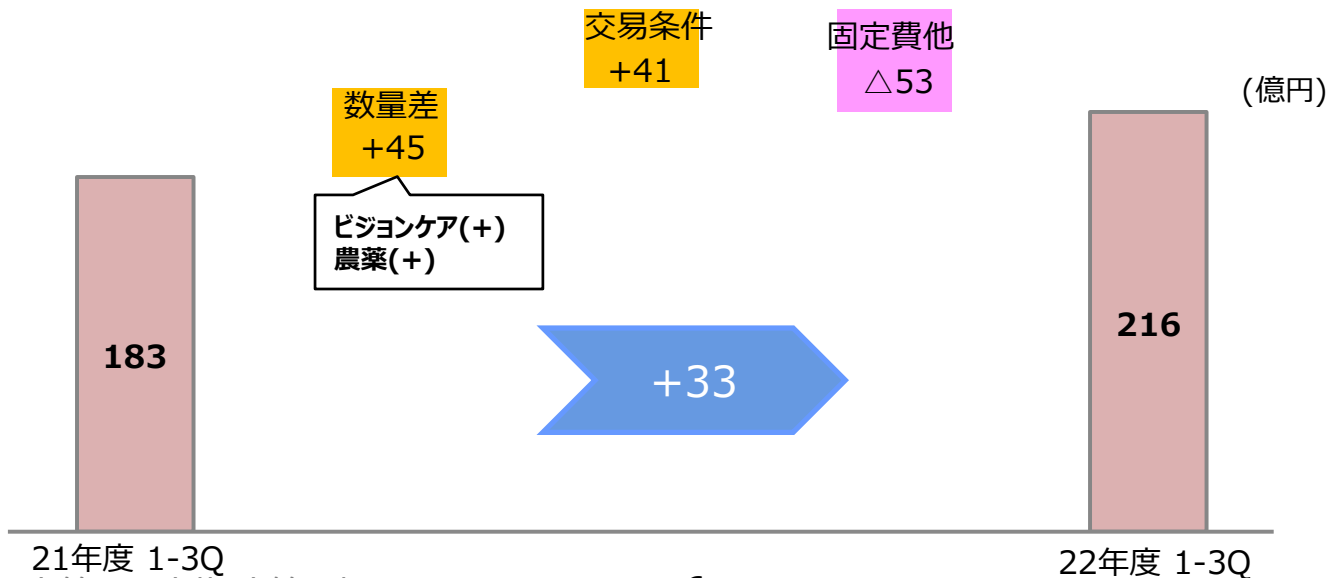 交易条件
+41
固定費他
△53
(億円)
数量差
+45
ビジョンケア(+)
農薬(+)
183
+33
216
21年度 1-3Q
22年度 1-3Q